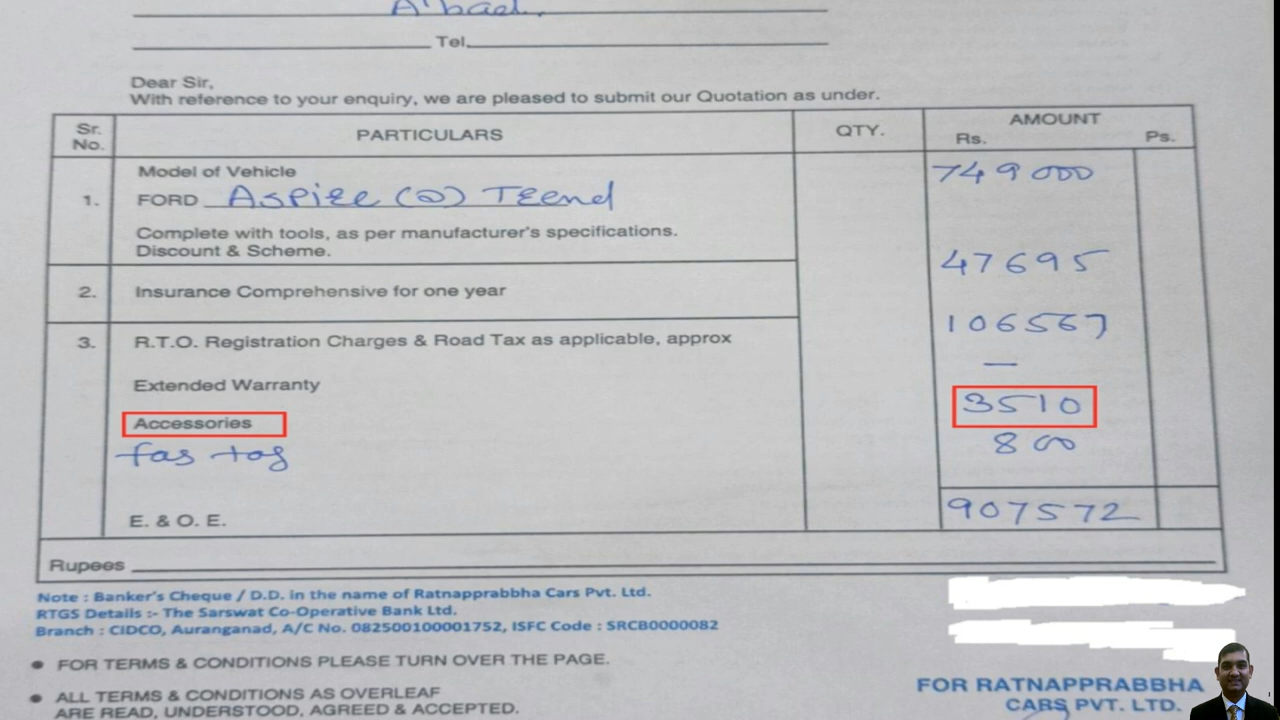 A'bad.
Tel.
Dear Sir,
With reference to your enquiry, we are pleased to submit our Quotation as under.
Sr. No. PARTICULARS QTY. AMOUNT Rs. Ps.
Model of Vehicle 749000
1. FORD Aspire (D) Trend
Complete with tools, as per manufacturer's specifications.
Discount & Scheme.
47695
2. Insurance Comprehensive for one year
106567
3. R.T.O. Registration Charges & Road Tax as applicable, approx
Extended Warranty —
Accessories 3510
fas tag 800
E. & O. E. 907572
Rupees
Note : Banker's Cheque / D.D. in the name of Ratnapprabbha Cars Pvt. Ltd.
RTGS Details :- The Sarswat Co-Operative Bank Ltd.
Branch : CIDCO, Auranganad, A/C No. 082500100001752, ISFC Code : SRCB0000082
● FOR TERMS & CONDITIONS PLEASE TURN OVER THE PAGE.
● ALL TERMS & CONDITIONS AS OVERLEAF
ARE READ, UNDERSTOOD, AGREED & ACCEPTED.
FOR RATNAPPRABBHA
CARS PVT. LTD.